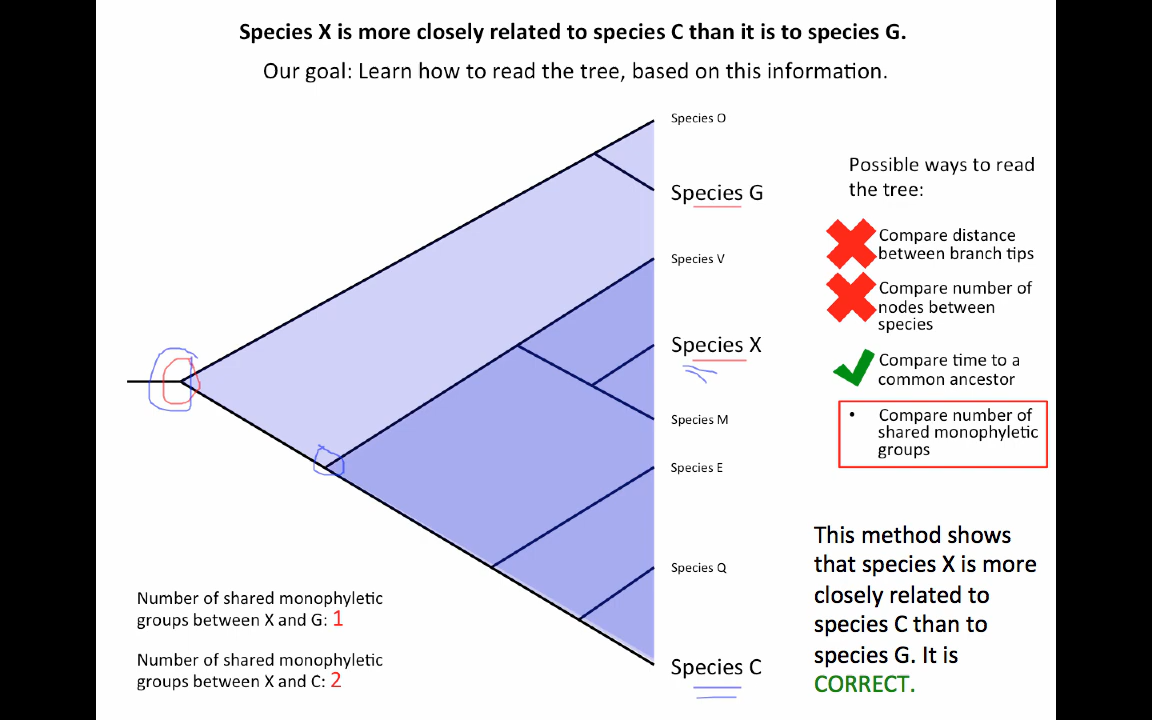 Species X is more closely related to species C than it is to species G.
Our goal: Learn how to read the tree, based on this information.
Species O
Species G
Species V
Species X
Species M
Species E
Species Q
Species C
Possible ways to read
the tree:
Compare distance
between branch tips
Compare number of
nodes between
species
Compare time to a
common ancestor
• Compare number of
shared monophyletic
groups
Number of shared monophyletic
groups between X and G: 1
Number of shared monophyletic
groups between X and C: 2
This method shows
that species X is more
closely related to
species C than to
species G. It is
CORRECT.